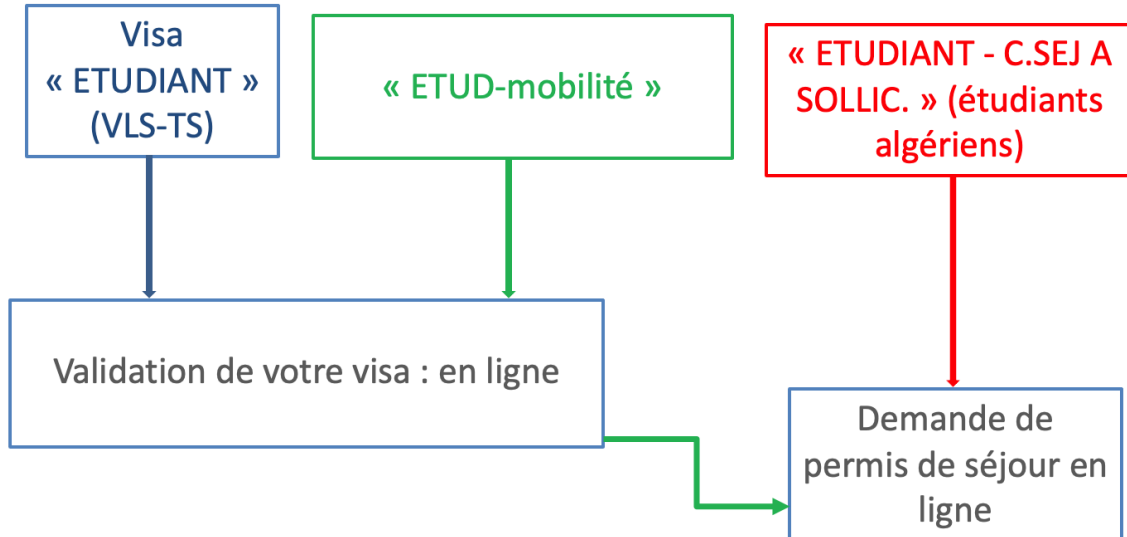 Visa
« ETUDIANT »
(VLS-TS)
« ETUD-mobilité »
« ETUDIANT - C.SEJ A
SOLLIC. » (étudiants
algériens)
Validation de votre visa : en ligne
Demande de
permis de séjour en
ligne